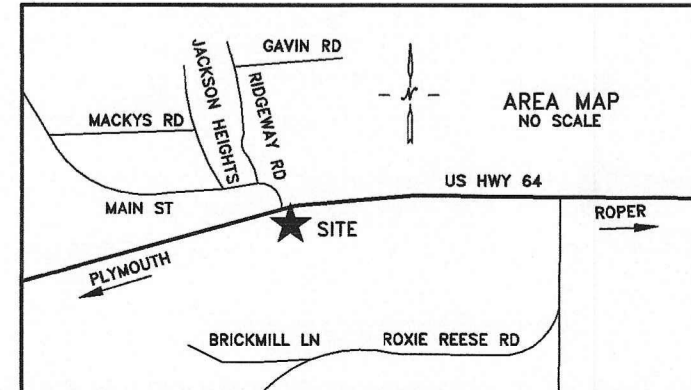 GAVIN RD
JACKSON HEIGHTS
RIDGEWAY RD
N
AREA MAP
NO SCALE
MACKYS RD
US HWY 64
MAIN ST
ROPER
SITE
PLYMOUTH
BRICKMILL LN
ROXIE REESE RD